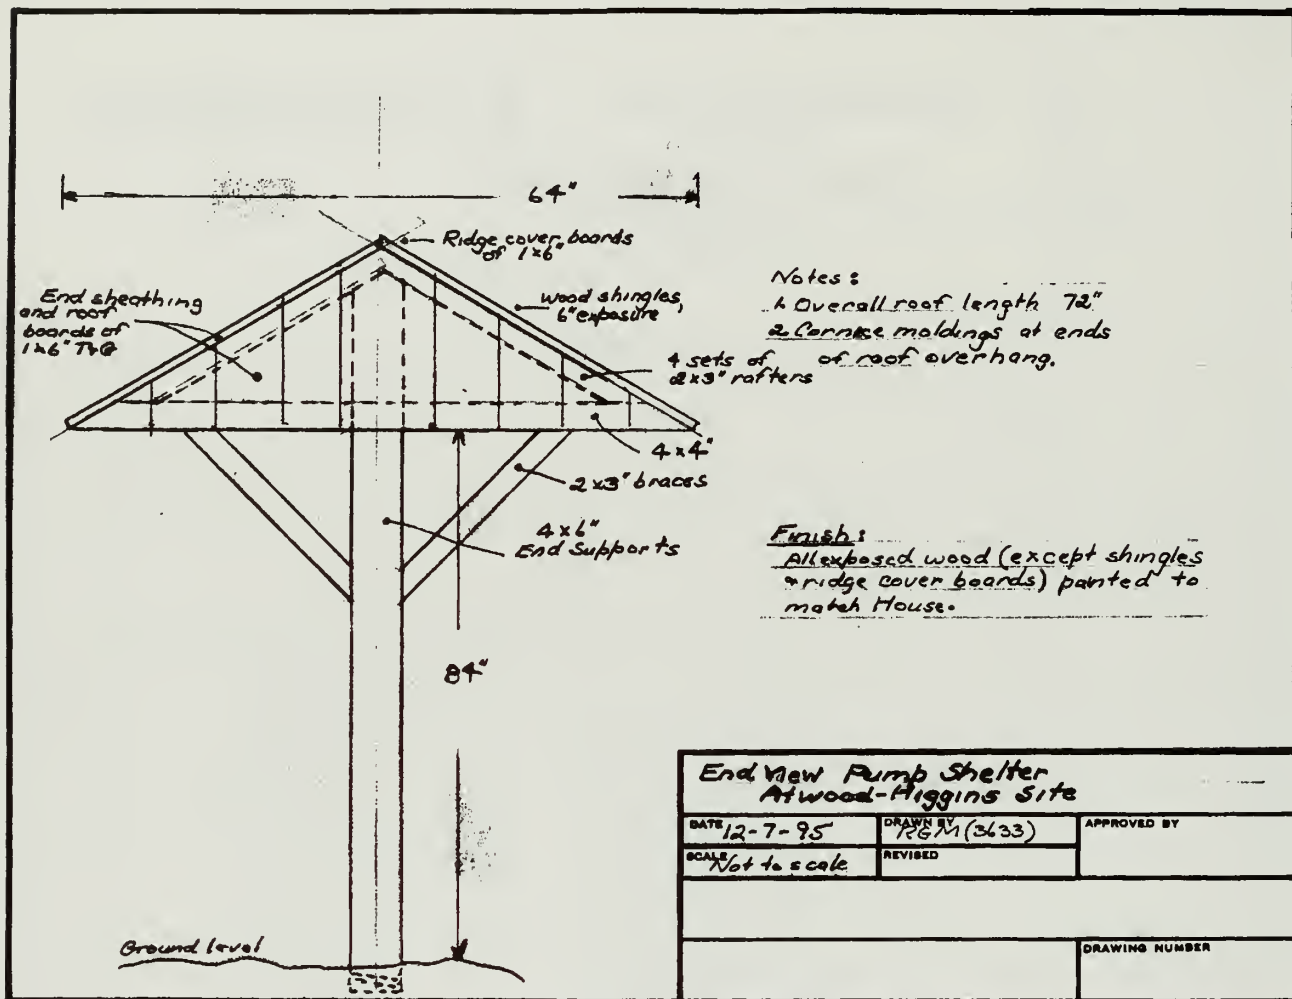 64"
Ridge cover boards
of 1x6"
End sheathing
and roof
boards of
1x6" T&G
wood shingles,
6" exposure
Notes:
1. Overall roof length 72"
2. Cornice moldings at ends
of roof overhang.
4 sets of
2x3" rafters
4x4"
2x3" braces
4x6"
End Supports
Finish:
All exposed wood (except shingles
& ridge cover boards) painted to
match House.
84"
Ground level
End View Pump Shelter
Atwood-Higgins Site
DATE 12-7-95
DRAWN BY RGM (3633)
APPROVED BY
SCALE Not to scale
REVISED
DRAWING NUMBER